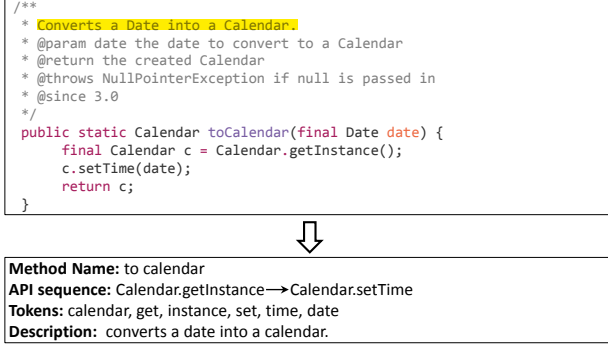 /**
* Converts a Date into a Calendar.
* @param date the date to convert to a Calendar
* @return the created Calendar
* @throws NullPointerException if null is passed in
* @since 3.0
*/
public static Calendar toCalendar(final Date date) {
final Calendar c = Calendar.getInstance();
c.setTime(date);
return c;
}
Method Name: to calendar
API sequence: Calendar.getInstance→Calendar.setTime
Tokens: calendar, get, instance, set, time, date
Description: converts a date into a calendar.